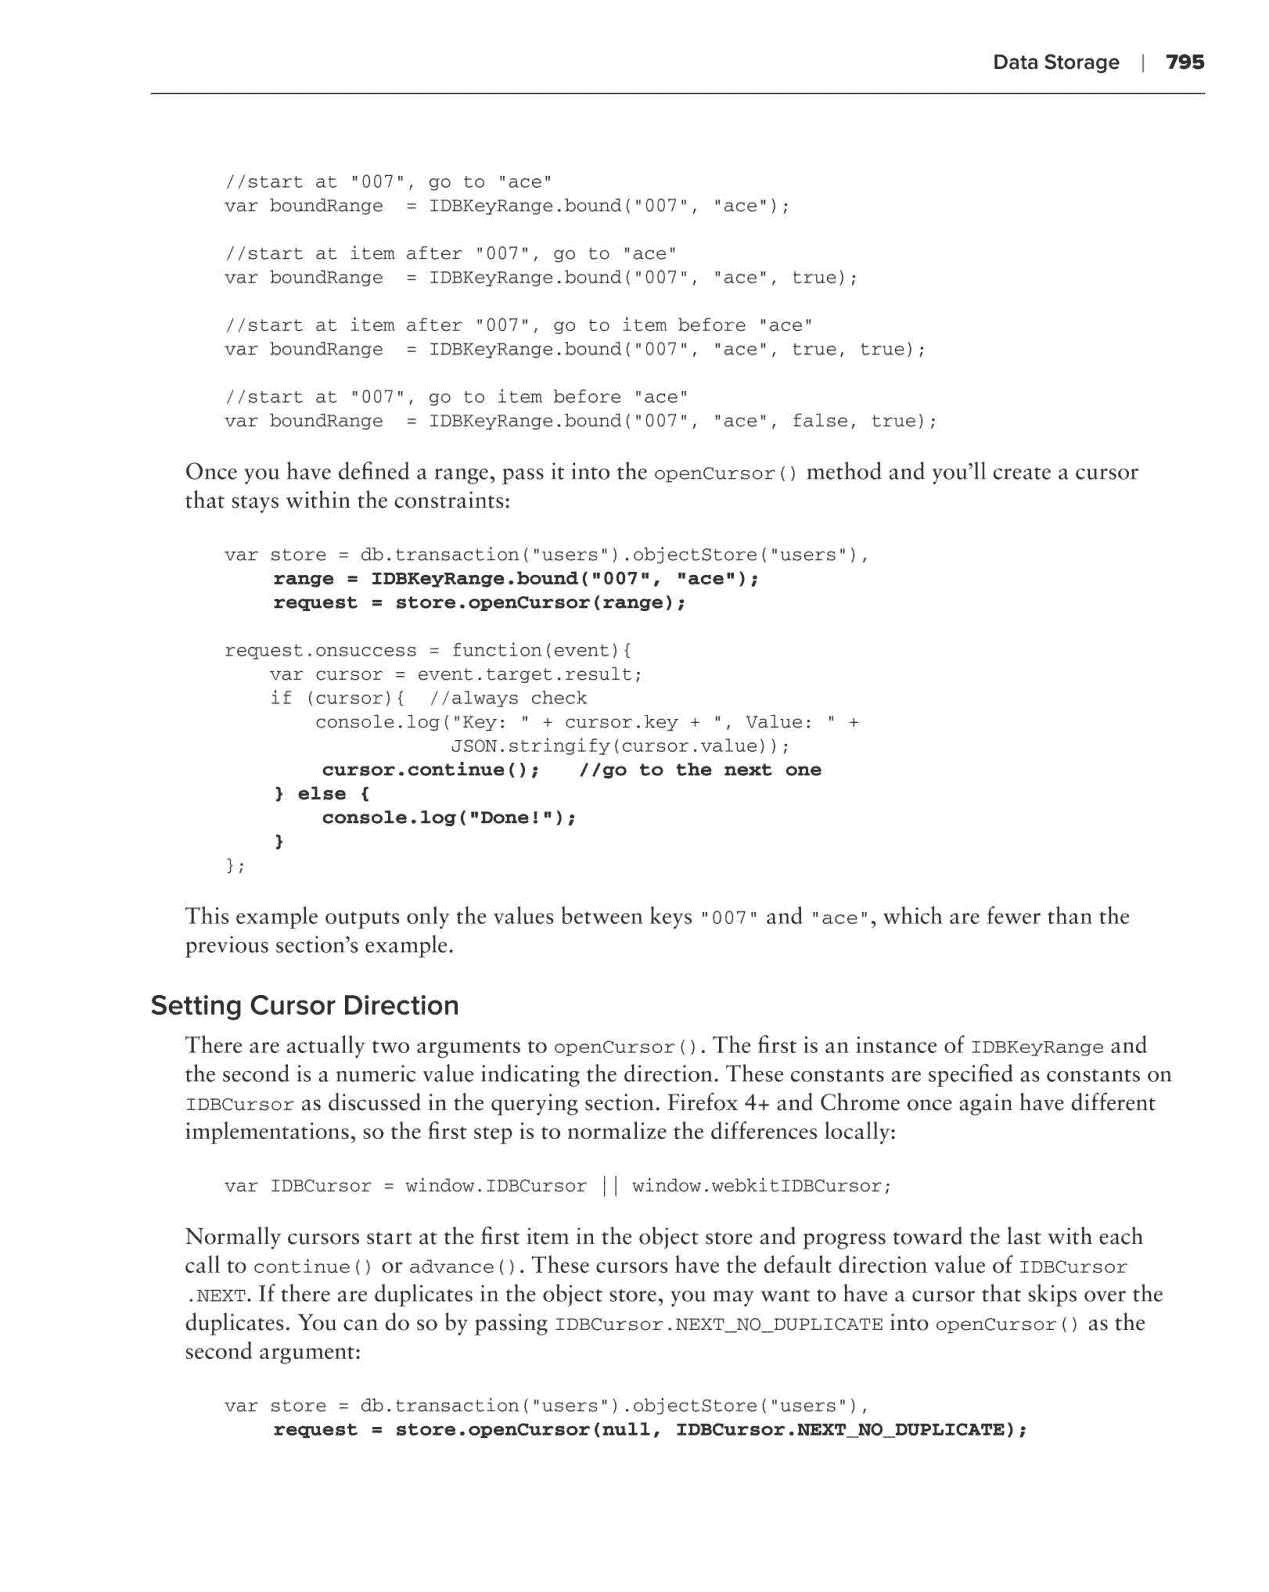 Data Storage | 795
//start at "007", go to "ace"
var boundRange  = IDBKeyRange.bound("007", "ace");
//start at item after "007", go to "ace"
var boundRange  = IDBKeyRange.bound("007", "ace", true);
//start at item after "007", go to item before "ace"
var boundRange  = IDBKeyRange.bound("007", "ace", true, true);
//start at "007", go to item before "ace"
var boundRange  = IDBKeyRange.bound("007", "ace", false, true);
Once you have defined a range, pass it into the openCursor() method and you’ll create a cursor
that stays within the constraints:
var store = db.transaction("users").objectStore("users"),
    range = IDBKeyRange.bound("007", "ace");
    request = store.openCursor(range);
request.onsuccess = function(event){
    var cursor = event.target.result;
    if (cursor){  //always check
        console.log("Key: " + cursor.key + ", Value: " +
                    JSON.stringify(cursor.value));
        cursor.continue();   //go to the next one
    } else {
        console.log("Done!");
    }
};
This example outputs only the values between keys "007" and "ace", which are fewer than the
previous section’s example.
Setting Cursor Direction
There are actually two arguments to openCursor(). The first is an instance of IDBKeyRange and
the second is a numeric value indicating the direction. These constants are specified as constants on
IDBCursor as discussed in the querying section. Firefox 4+ and Chrome once again have different
implementations, so the first step is to normalize the differences locally:
var IDBCursor = window.IDBCursor || window.webkitIDBCursor;
Normally cursors start at the first item in the object store and progress toward the last with each
call to continue() or advance(). These cursors have the default direction value of IDBCursor
.NEXT. If there are duplicates in the object store, you may want to have a cursor that skips over the
duplicates. You can do so by passing IDBCursor.NEXT_NO_DUPLICATE into openCursor() as the
second argument:
var store = db.transaction("users").objectStore("users"),
    request = store.openCursor(null, IDBCursor.NEXT_NO_DUPLICATE);